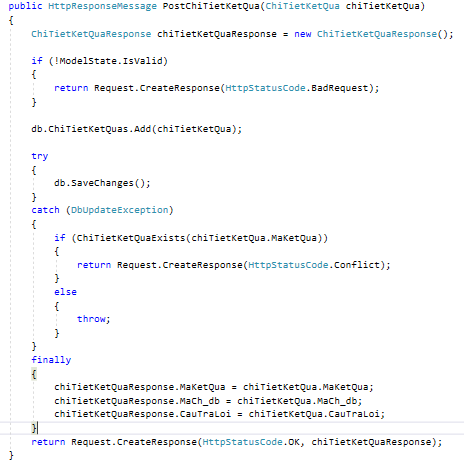 public HttpResponseMessage PostChiTietKetQua(ChiTietKetQua chiTietKetQua)
{
    ChiTietKetQuaResponse chiTietKetQuaResponse = new ChiTietKetQuaResponse();

    if (!ModelState.IsValid)
    {
        return Request.CreateResponse(HttpStatusCode.BadRequest);
    }

    db.ChiTietKetQuas.Add(chiTietKetQua);

    try
    {
        db.SaveChanges();
    }
    catch (DbUpdateException)
    {
        if (ChiTietKetQuaExists(chiTietKetQua.MaKetQua))
        {
            return Request.CreateResponse(HttpStatusCode.Conflict);
        }
        else
        {
            throw;
        }
    }
    finally
    {
        chiTietKetQuaResponse.MaKetQua = chiTietKetQua.MaKetQua;
        chiTietKetQuaResponse.MaCh_db = chiTietKetQua.MaCh_db;
        chiTietKetQuaResponse.CauTraLoi = chiTietKetQua.CauTraLoi;
    }
    return Request.CreateResponse(HttpStatusCode.OK, chiTietKetQuaResponse);
}